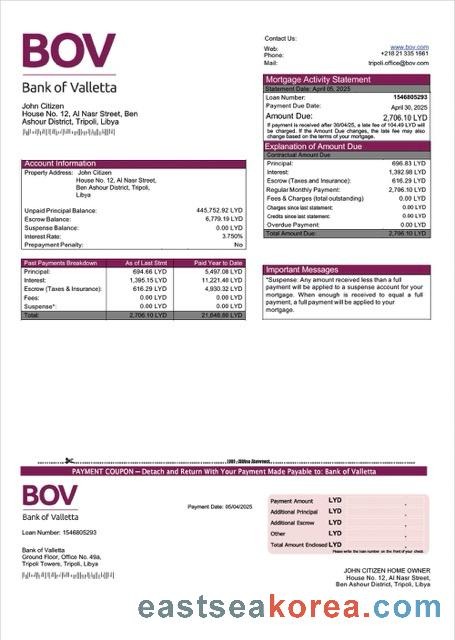 BOV
Bank of Valletta
Contact Us:
Web: www.bov.com
Phone: +218 21 335 1661
Mail: tripoli.office@bov.com
John Citizen
House No. 12, Al Nasr Street, Ben
Ashour District, Tripoli, Libya
Mortgage Activity Statement
Statement Date: April 05, 2025
Loan Number: 1546805293
Payment Due Date: April 30, 2025
Amount Due: 2,706.10 LYD
If payment is received after 30/04/25, a late fee of 104.49 LYD will
be charged. If the Amount Due changes, the late fee may also
change based on the terms of your mortgage.
Explanation of Amount Due
Contractual Amount Due
Principal: 696.83 LYD
Interest: 1,392.98 LYD
Escrow (Taxes and Insurance): 616.29 LYD
Regular Monthly Payment: 2,706.10 LYD
Fees & Charges (total outstanding) 0.00 LYD
Charges since last statement: 0.00 LYD
Credits since last statement: 0.00 LYD
Overdue Payment: 0.00 LYD
Total Amount Due: 2,706.10 LYD
Account Information
Property Address: John Citizen
House No. 12, Al Nasr Street,
Ben Ashour District, Tripoli,
Libya
Unpaid Principal Balance: 445,752.92 LYD
Escrow Balance: 6,779.19 LYD
Suspense Balance: 0.00 LYD
Interest Rate: 3.750%
Prepayment Penalty: No
Past Payments Breakdown As of Last Stmt Paid Year to Date
Principal: 694.66 LYD 5,497.08 LYD
Interest: 1,395.15 LYD 11,221.40 LYD
Escrow (Taxes & Insurance): 616.29 LYD 4,930.32 LYD
Fees: 0.00 LYD 0.00 LYD
Suspense*: 0.00 LYD 0.00 LYD
Total: 2,706.10 LYD 21,648.80 LYD
Important Messages
*Suspense: Any amount received less than a full
payment will be applied to a suspense account for your
mortgage. When enough is received to equal a full
payment, a full payment will be applied to your
mortgage.
PAYMENT COUPON – Detach and Return With Your Payment Made Payable to: Bank of Valletta
BOV
Bank of Valletta
Payment Date: 05/04/2025
Loan Number: 1546805293
Bank of Valletta
Ground Floor, Office No. 49a,
Tripoli Towers, Tripoli, Libya
Payment Amount LYD
Additional Principal LYD
Additional Escrow LYD
Other LYD
Total Amount Enclosed LYD
Please write the loan number on the front of your check.
JOHN CITIZEN HOME OWNER
House No. 12, Al Nasr Street,
Ben Ashour District, Tripoli, Libya
eastseakorea.com